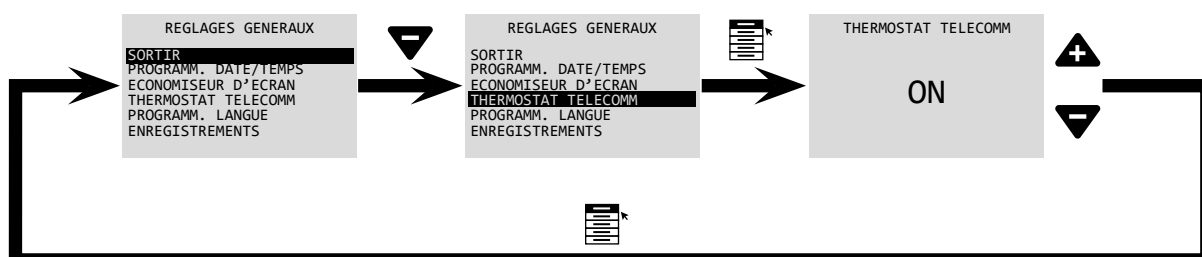 REGLAGES GENERAUX
SORTIR
PROGRAMM. DATE/TEMPS
ECONOMISEUR D'ECRAN
THERMOSTAT TELECOMM
PROGRAMM. LANGUE
ENREGISTREMENTS
REGLAGES GENERAUX
SORTIR
PROGRAMM. DATE/TEMPS
ECONOMISEUR D'ECRAN
THERMOSTAT TELECOMM
PROGRAMM. LANGUE
ENREGISTREMENTS
THERMOSTAT TELECOMM
ON